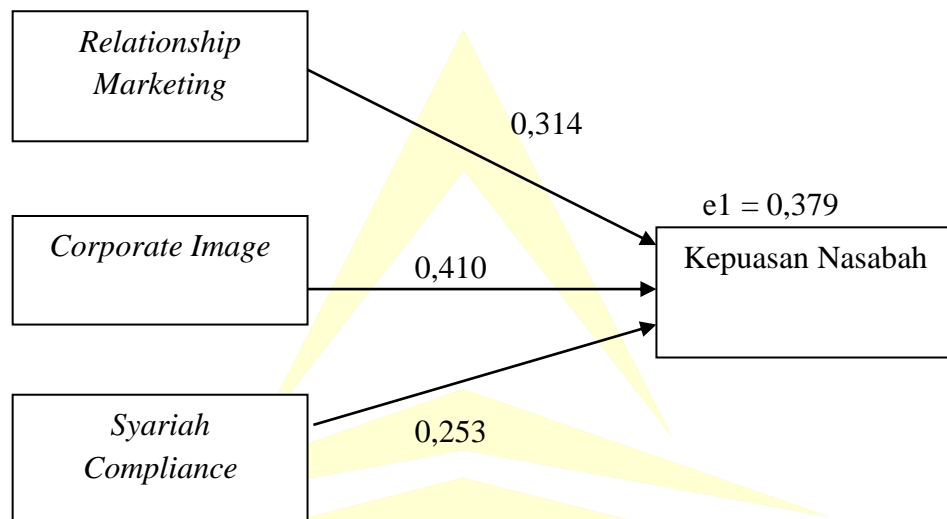 Relationship
Marketing
0,314
e1 = 0,379
Corporate Image
0,410
Kepuasan Nasabah
Syariah
Compliance
0,253